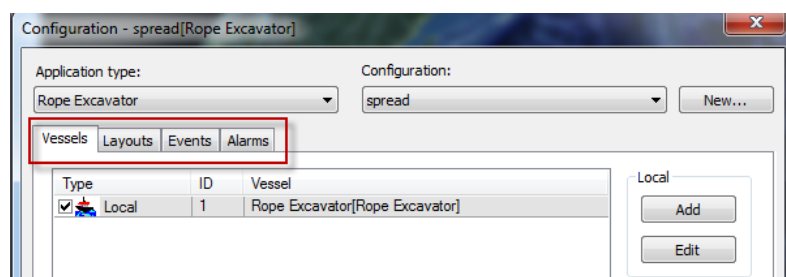 Configuration - spread[Rope Excavator]
Application type: Configuration:
Rope Excavator spread New...
Vessels Layouts Events Alarms
Type ID Vessel Local
Local 1 Rope Excavator[Rope Excavator] Add
Edit